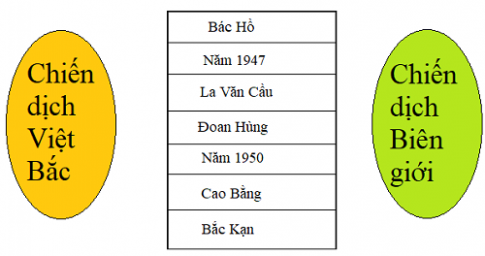 Chiến
dịch
Việt
Bắc
Bác Hồ
Năm 1947
La Văn Cầu
Đoan Hùng
Năm 1950
Cao Bằng
Bắc Kạn
Chiến
dịch
Biên
giới